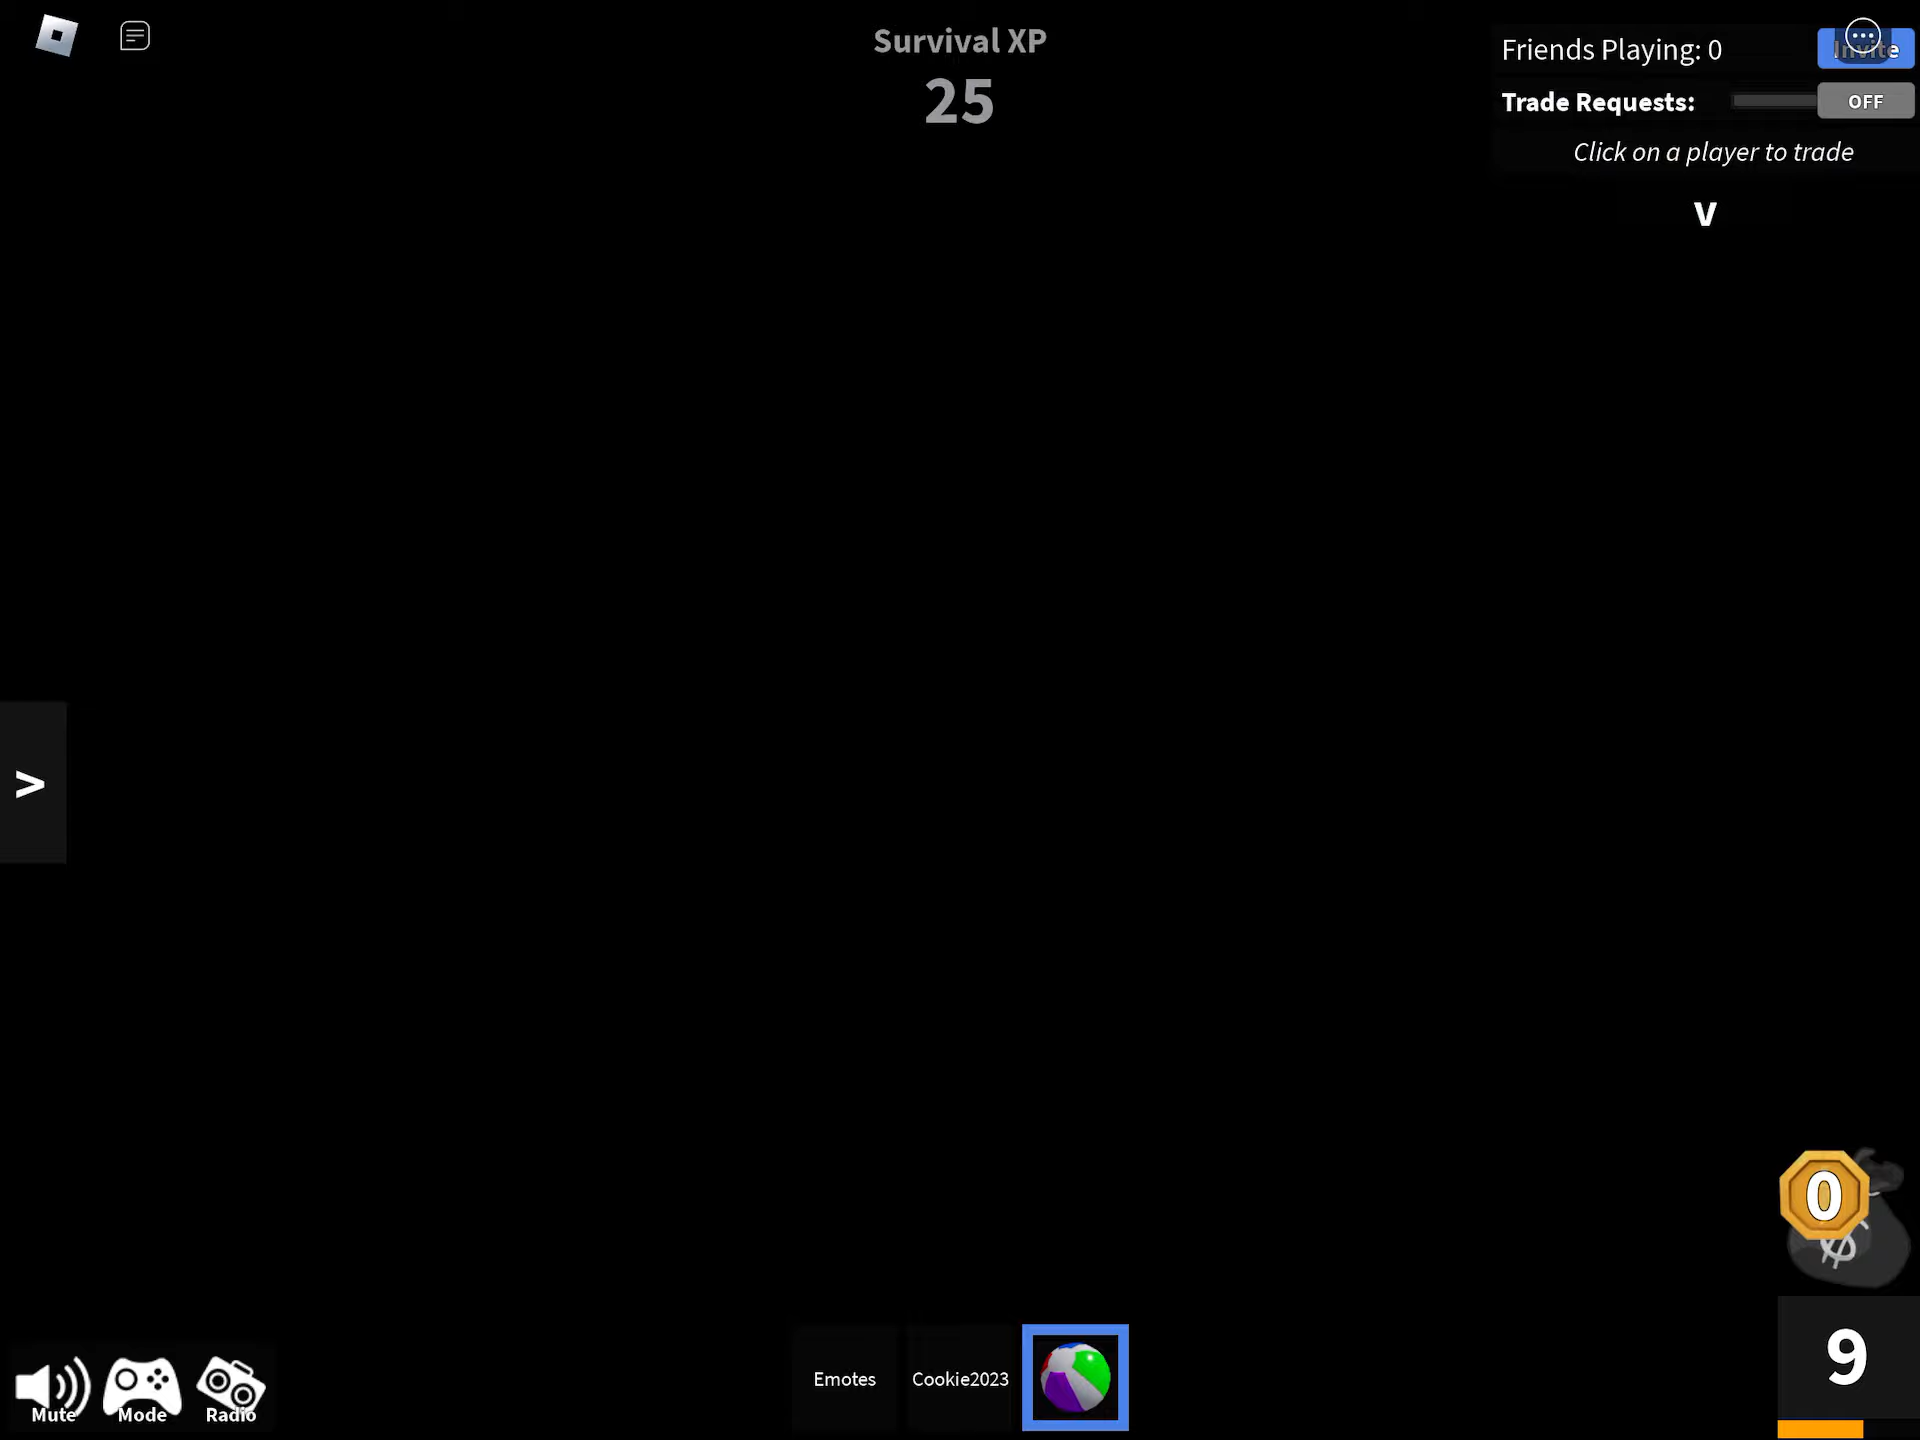 Survival XP
25
Friends Playing: 0
Invite
Trade Requests:
OFF
Click on a player to trade
v
>
0
$
9
Mute
Mode
Radio
Emotes
Cookie2023